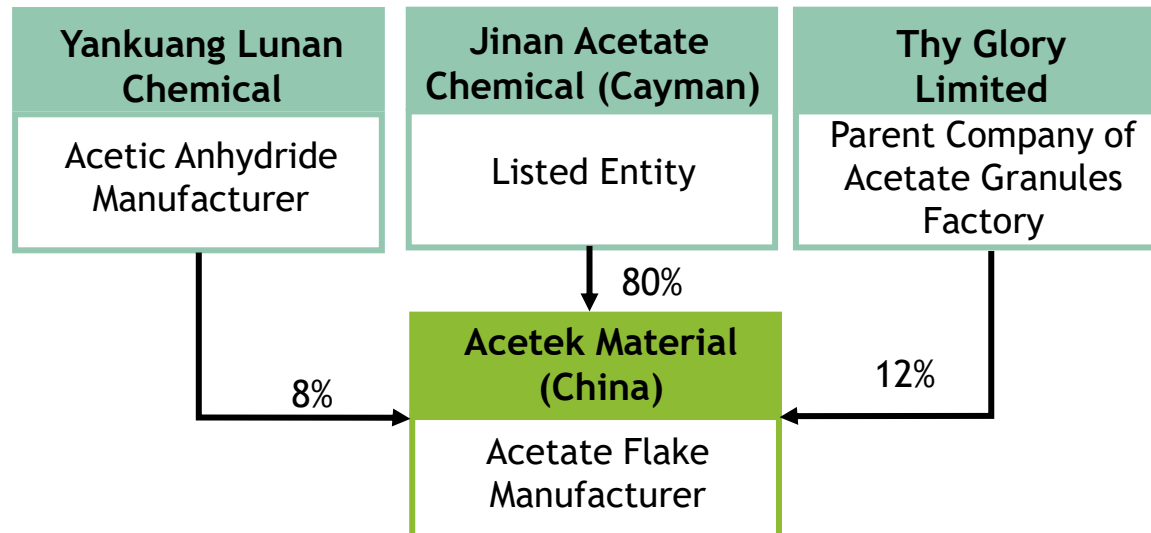 Yankuang Lunan
Chemical
Acetic Anhydride
Manufacturer
Jinan Acetate
Chemical (Cayman)
Listed Entity
Thy Glory
Limited
Parent Company of
Acetate Granules
Factory
8%
80%
12%
Acetek Material
(China)
Acetate Flake
Manufacturer